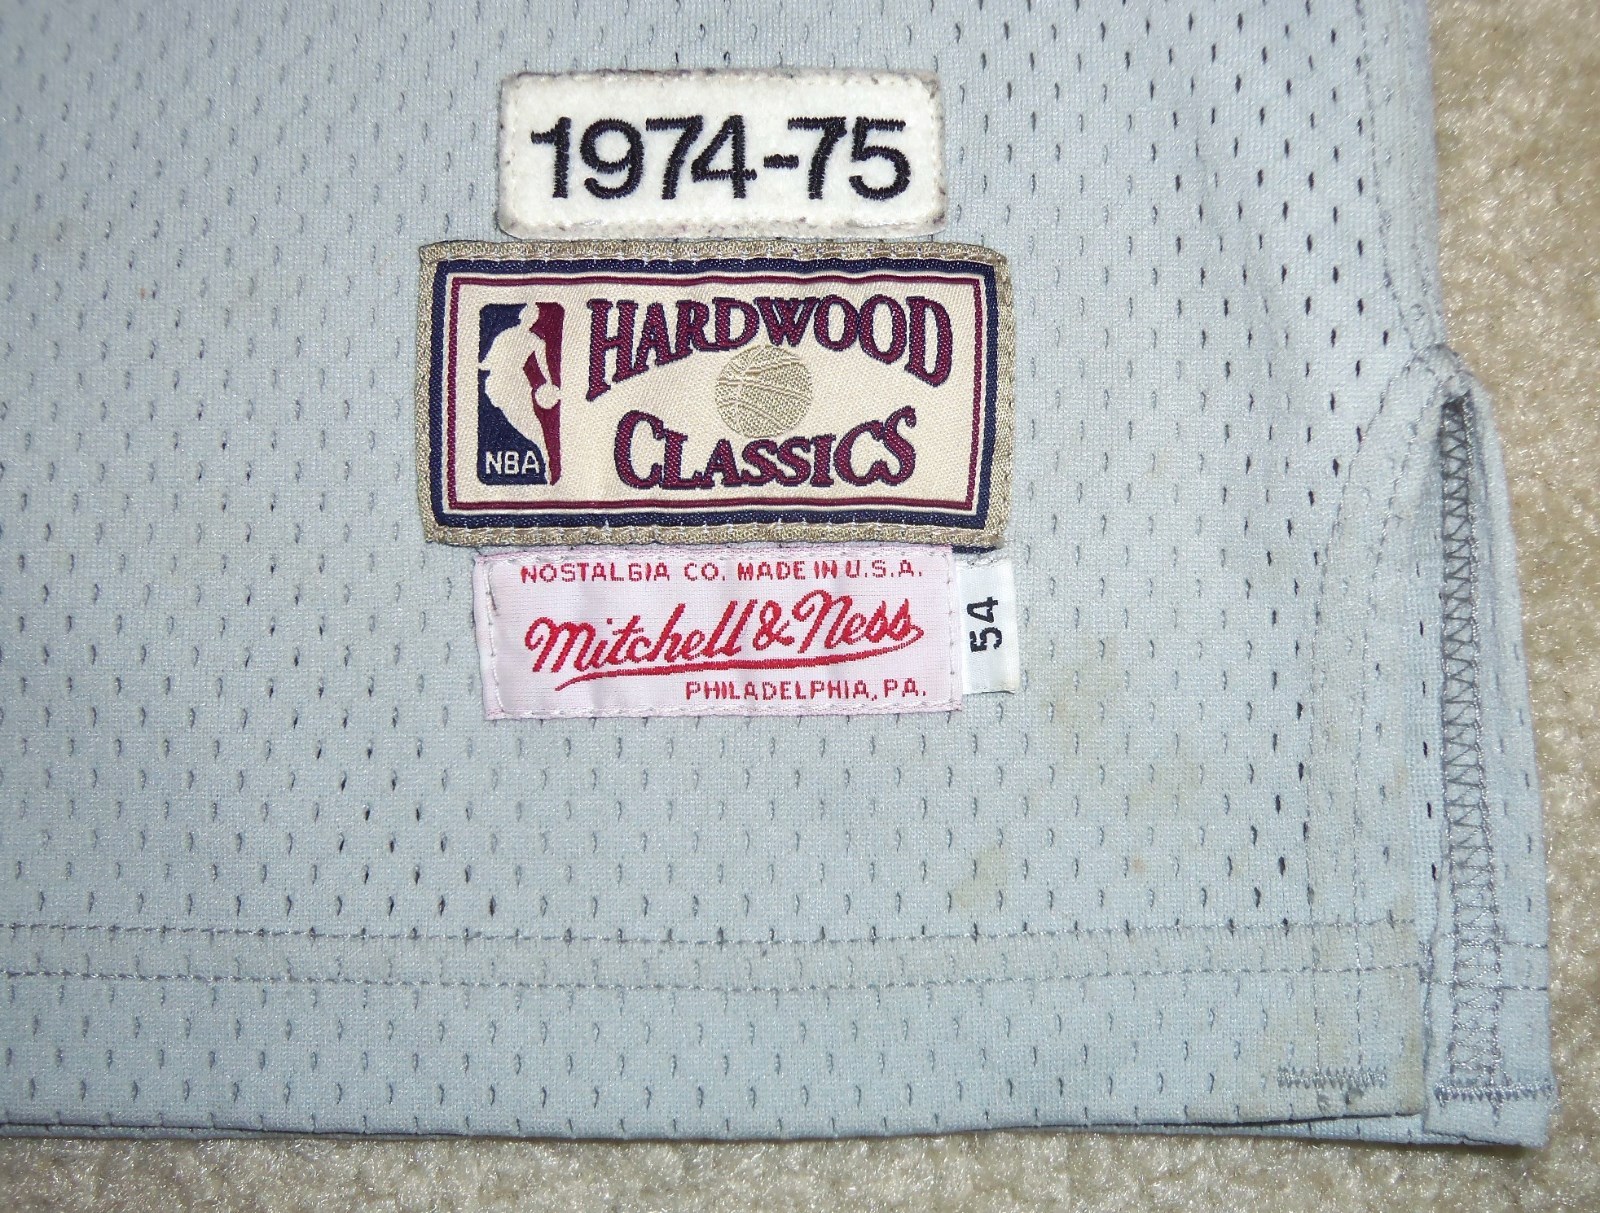 1974-75
HARDWOOD
CLASSICS
NBA
NOSTALGIA CO. MADE IN U.S.A.
Mitchell & Ness
PHILADELPHIA, PA.
54